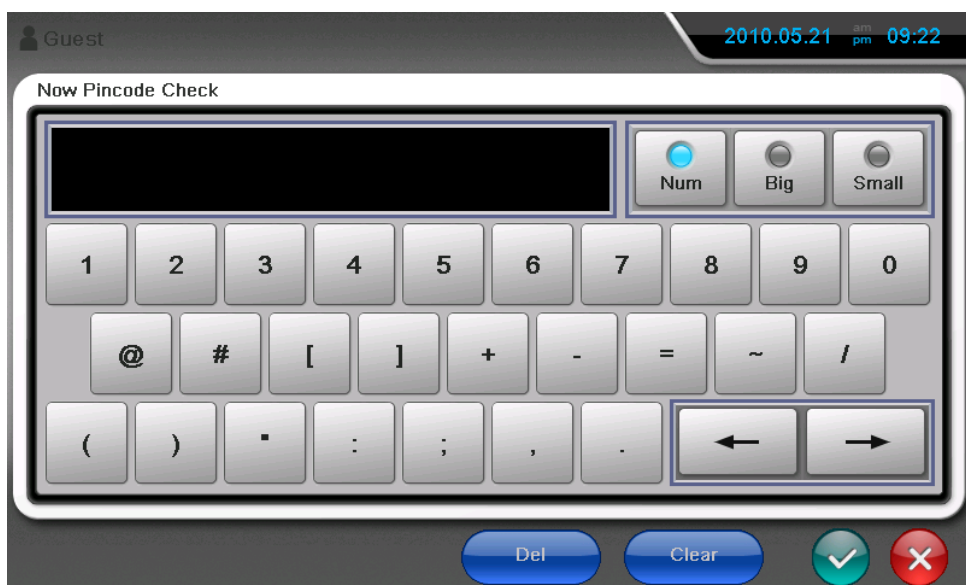 Guest
2010.05.21 am pm 09:22
Now Pincode Check
Num Big Small
1 2 3 4 5 6 7 8 9 0
@ # [ ] + - = ~ /
( ) " : ; , .
Del Clear